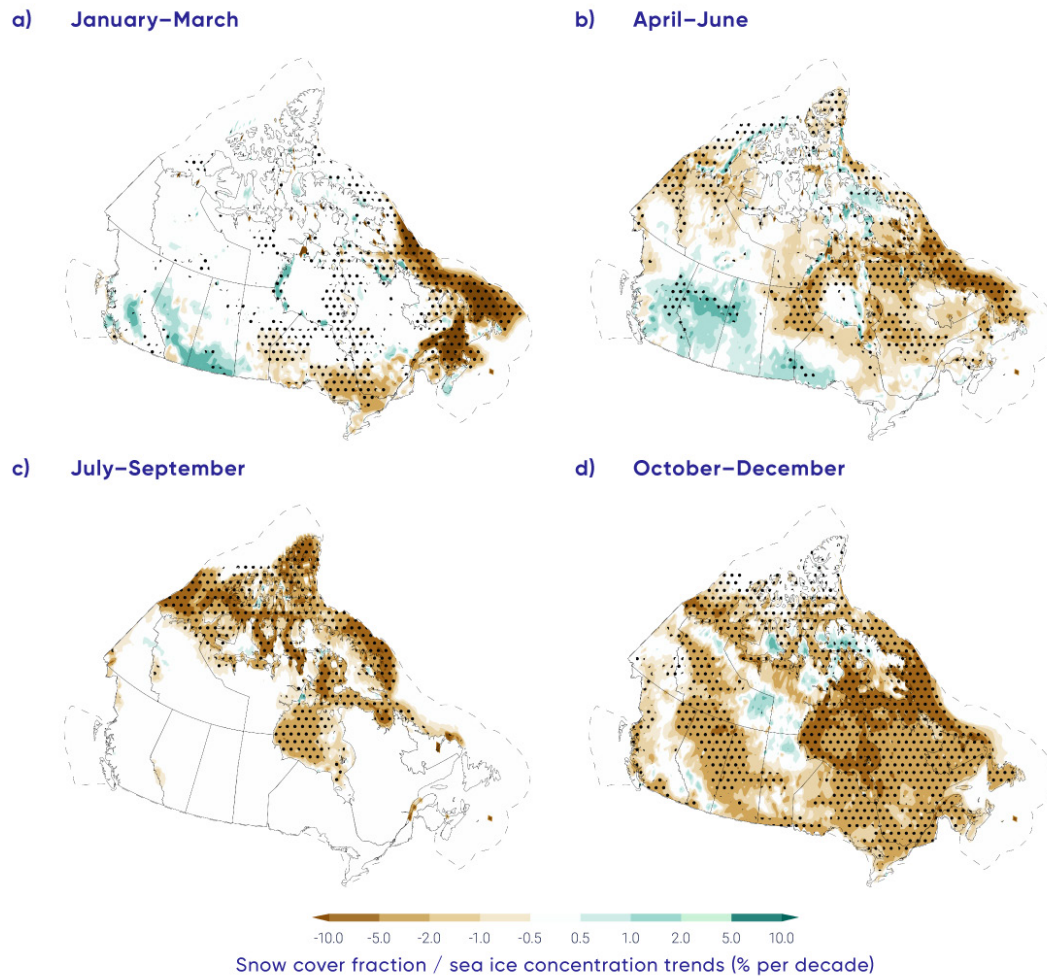 a) January–March
b) April–June
c) July–September
d) October–December
-10.0 -5.0 -2.0 -1.0 -0.5 0.5 1.0 2.0 5.0 10.0
Snow cover fraction / sea ice concentration trends (% per decade)